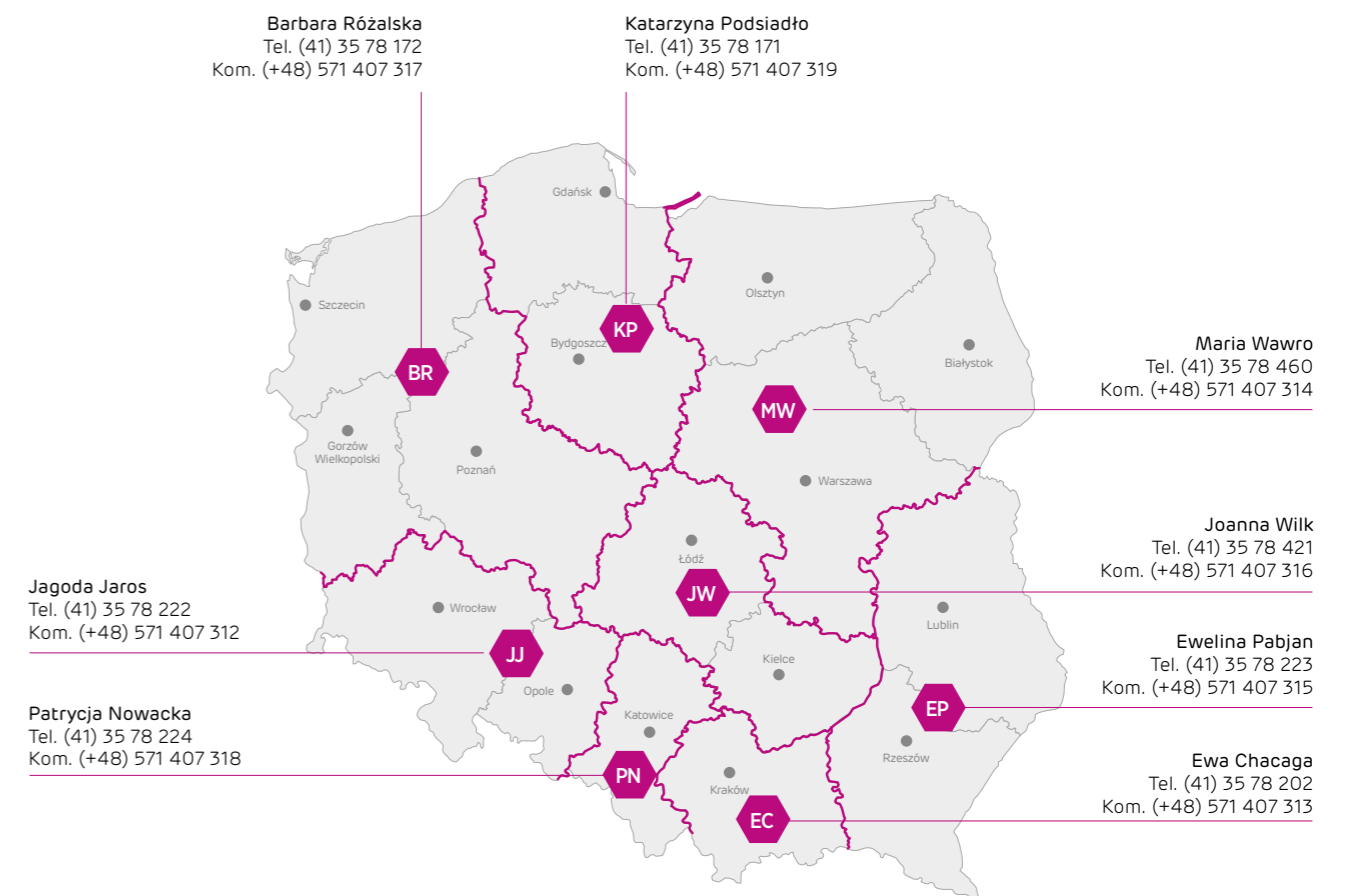 Barbara Różalska
Tel. (41) 35 78 172
Kom. (+48) 571 407 317
Katarzyna Podsiadło
Tel. (41) 35 78 171
Kom. (+48) 571 407 319
Gdańsk
Szczecin
Olsztyn
KP
Bydgoszcz
BR
Białystok
Maria Wawro
Tel. (41) 35 78 460
Kom. (+48) 571 407 314
MW
Gorzów
Wielkopolski
Poznań
Warszawa
Joanna Wilk
Tel. (41) 35 78 421
Kom. (+48) 571 407 316
Łódź
JW
Jagoda Jaros
Tel. (41) 35 78 222
Kom. (+48) 571 407 312
Wrocław
Lublin
JJ
Kielce
Ewelina Pabjan
Tel. (41) 35 78 223
Kom. (+48) 571 407 315
Opole
EP
Patrycja Nowacka
Tel. (41) 35 78 224
Kom. (+48) 571 407 318
Katowice
Rzeszów
PN
Kraków
EC
Ewa Chacaga
Tel. (41) 35 78 202
Kom. (+48) 571 407 313